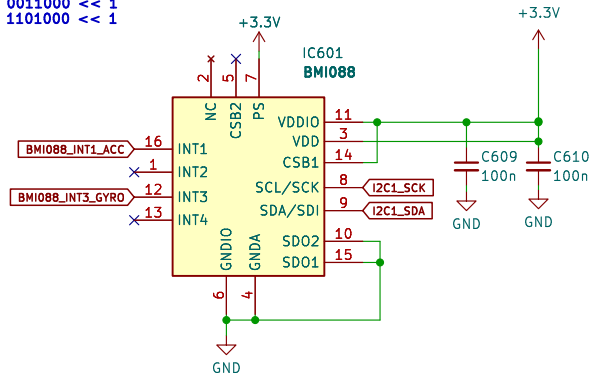 0011000 << 1
1101000 << 1
+3.3V
+3.3V
IC601
BMI088
2
5
7
NC
CSB2
PS
VDDIO 11
VDD 3
CSB1 14
BMI088_INT1_ACC 16 INT1
1 INT2
BMI088_INT3_GYRO 12 INT3
13 INT4
SCL/SCK 8 I2C1_SCK
SDA/SDI 9 I2C1_SDA
SDO2 10
SDO1 15
GNDIO
GNDA
6
4
GND
C609
100n
GND
C610
100n
GND